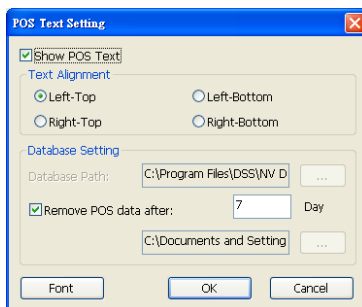 POS Text Setting
Show POS Text
Text Alignment
Left-Top Left-Bottom
Right-Top Right-Bottom
Database Setting
Database Path: C:\Program Files\DSS\NV D ...
Remove POS data after: 7 Day
C:\Documents and Setting ...
Font OK Cancel